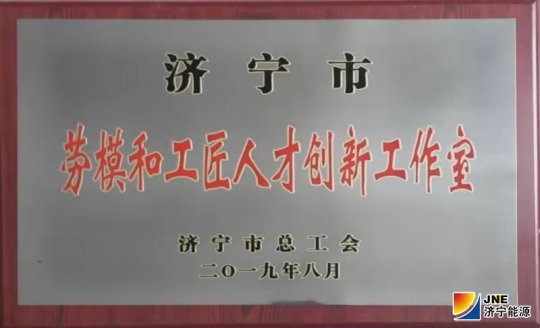 济宁市
劳模和工匠人才创新工作室
济宁市总工会
二〇一九年八月
JNE
济宁能源